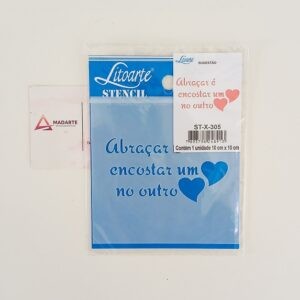 Litoarte
STENCIL
Litoarte
SUGESTÃO
Abraçar é
encostar um
no outro
ST-X-305
Contém 1 unidade 10 cm x 10 cm
MADARTE
Abraçar
encostar um
no outro